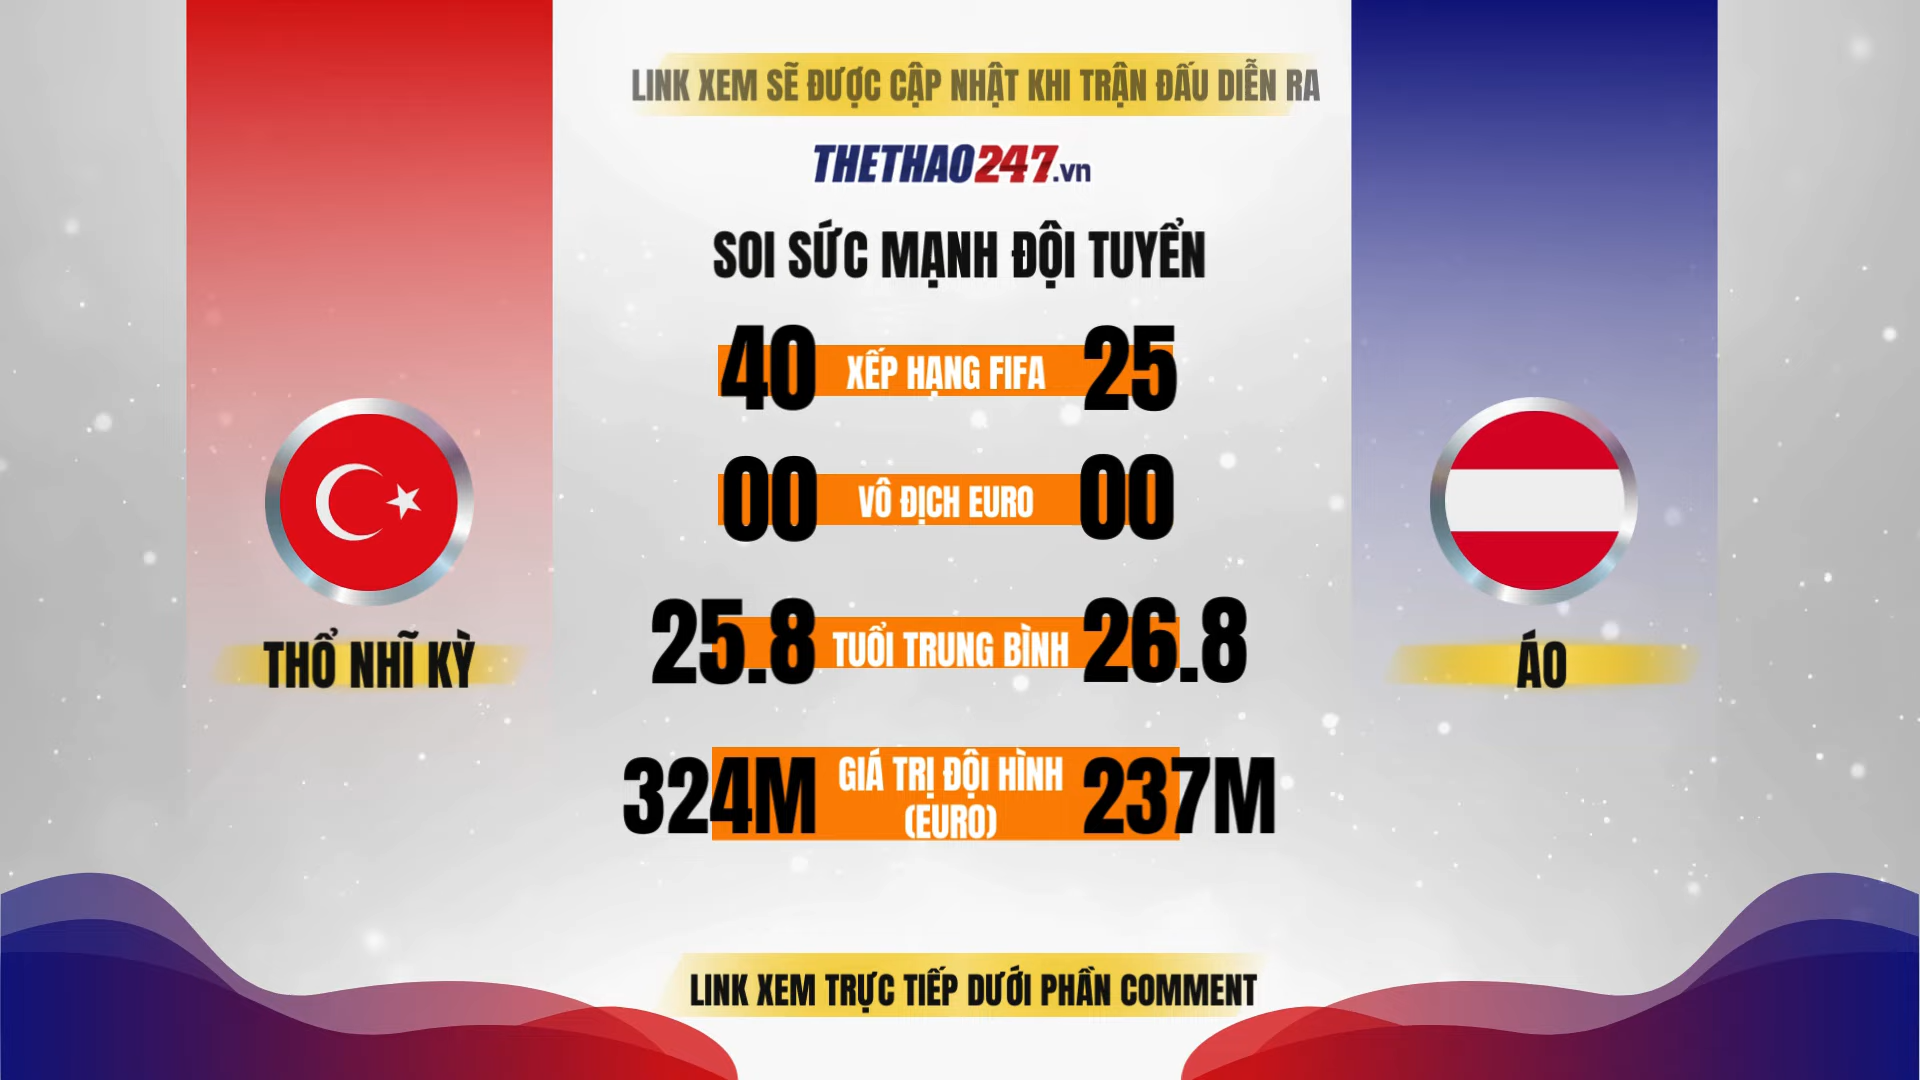 LINK XEM SẼ ĐƯỢC CẬP NHẬT KHI TRẬN ĐẤU DIỄN RA
THETHAO247.vn
SOI SỨC MẠNH ĐỘI TUYỂN
40 XẾP HẠNG FIFA 25
00 VÔ ĐỊCH EURO 00
25.8 TUỔI TRUNG BÌNH 26.8
THỔ NHĨ KỲ
ÁO
324M GIÁ TRỊ ĐỘI HÌNH 237M
(EURO)
LINK XEM TRỰC TIẾP DƯỚI PHẦN COMMENT